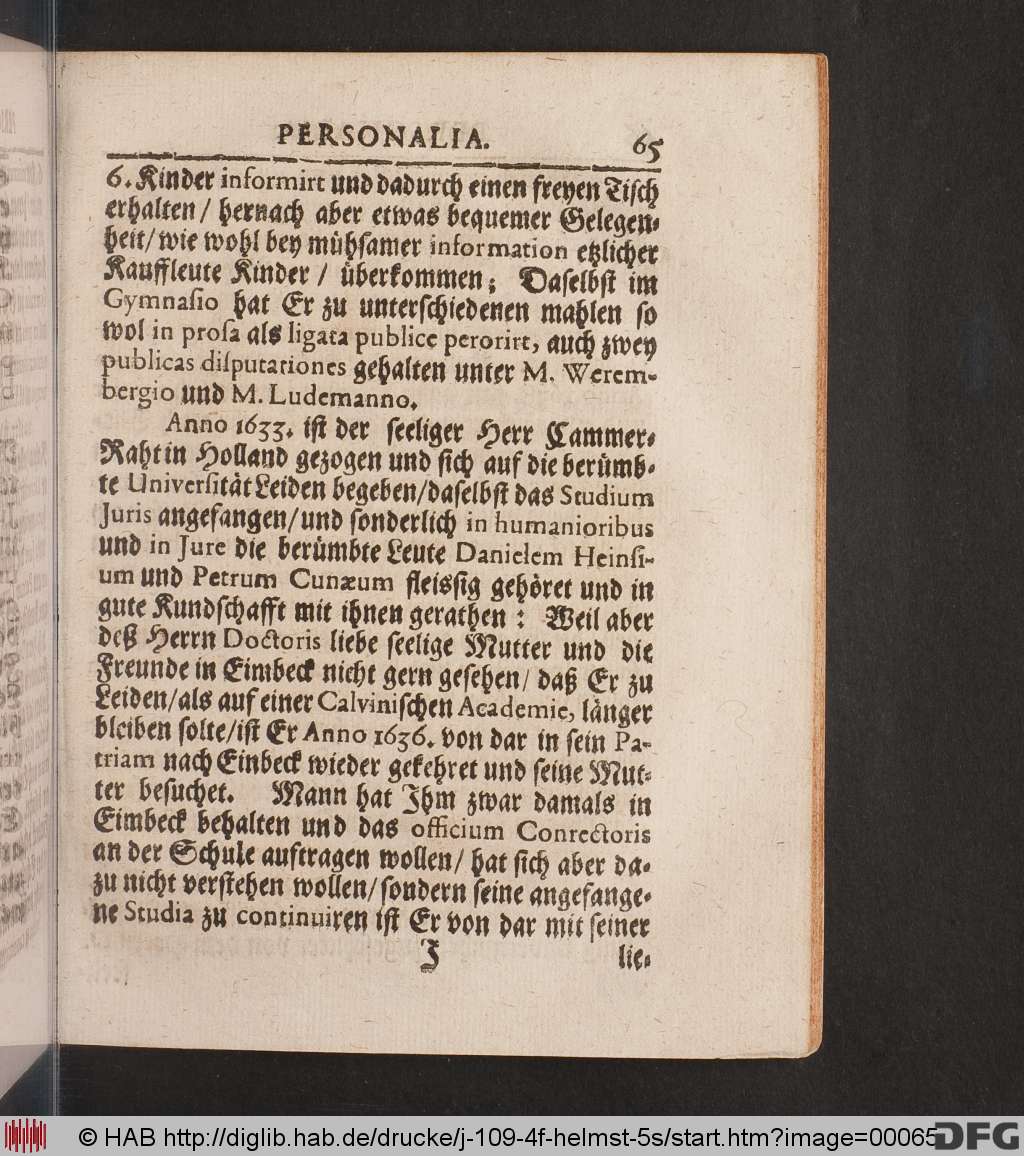 PERSONALIA. 65
6. Kinder informirt und dadurch einen freyen Tisch
erhalten / hernach aber etwas bequemer Gelegen-
heit/ wie wohl bey mühsamer information etzlicher
Kauffleute Kinder / überkommen; Daselbst im
Gymnasio hat Er zu unterschiedenen mahlen so
wol in prosa als ligata publice perorirt, auch zwey
publicas disputationes gehalten unter M. Werem-
bergio und M. Ludemanno.
Anno 1633. ist der seeliger Herr Cammer-
Raht in Holland gezogen und sich auf die berümb-
te Universität Leiden begeben/daselbst das Studium
Juris angefangen/und sonderlich in humanioribus
und in Jure die berümbte Leute Danielem Heinsi-
um und Petrum Cunæum fleissig gehöret und in
gute Kundschafft mit ihnen gerathen: Weil aber
deß Herrn Doctoris liebe seelige Mutter und die
Freunde in Eimbeck nicht gern gesehen/ daß Er zu
Leiden/als auf einer Calvinischen Academie, länger
bleiben solte/ist Er Anno 1636. von dar in sein Pa-
triam nach Einbeck wieder gekehret und seine Mut-
ter besuchet. Mann hat Ihm zwar damals in
Eimbeck behalten und das officium Conrectoris
an der Schule auftragen wollen/ hat sich aber da-
zu nicht verstehen wollen/sondern seine angefange-
ne Studia zu continuiren ist Er von dar mit seiner
J lie-
© HAB http://diglib.hab.de/drucke/j-109-4f-helmst-5s/start.htm?image=00065
DFG